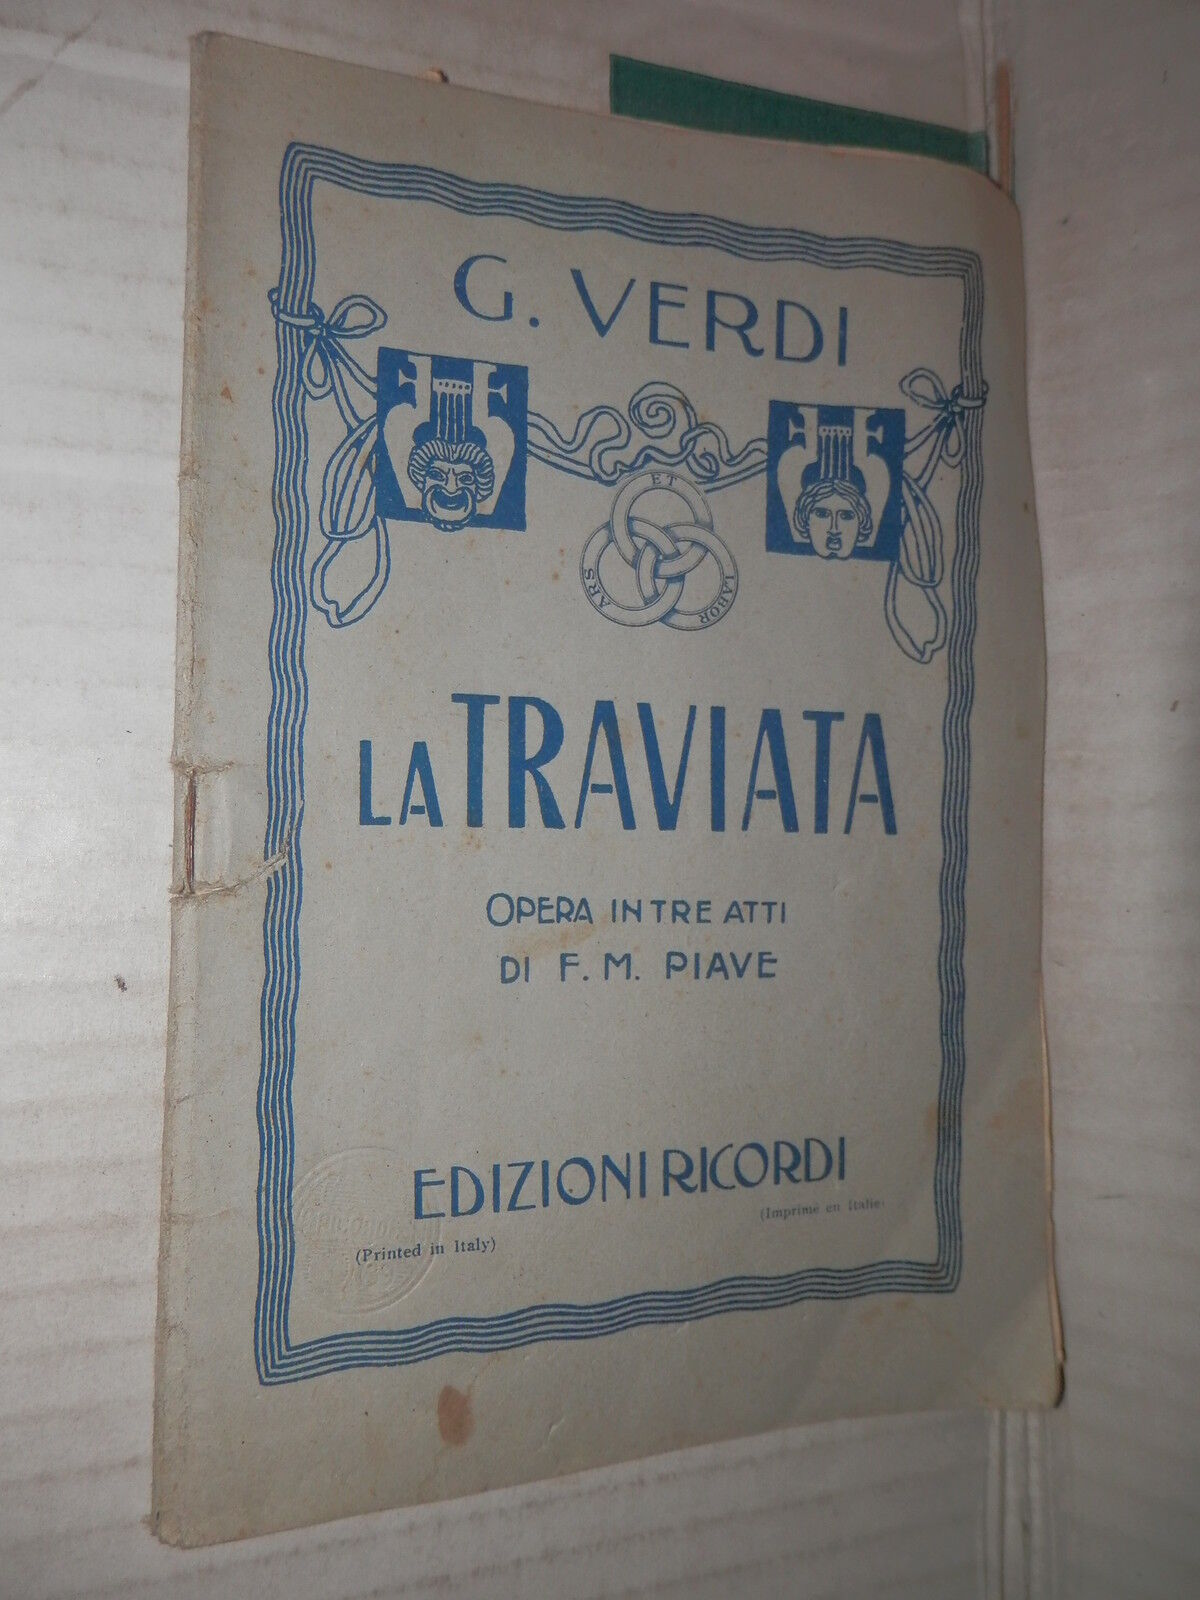 G. VERDI
ARS ET LABOR
LA TRAVIATA
OPERA IN TRE ATTI
DI F. M. PIAVE
EDIZIONI RICORDI
(Printed in Italy)
(Imprime en Italie)